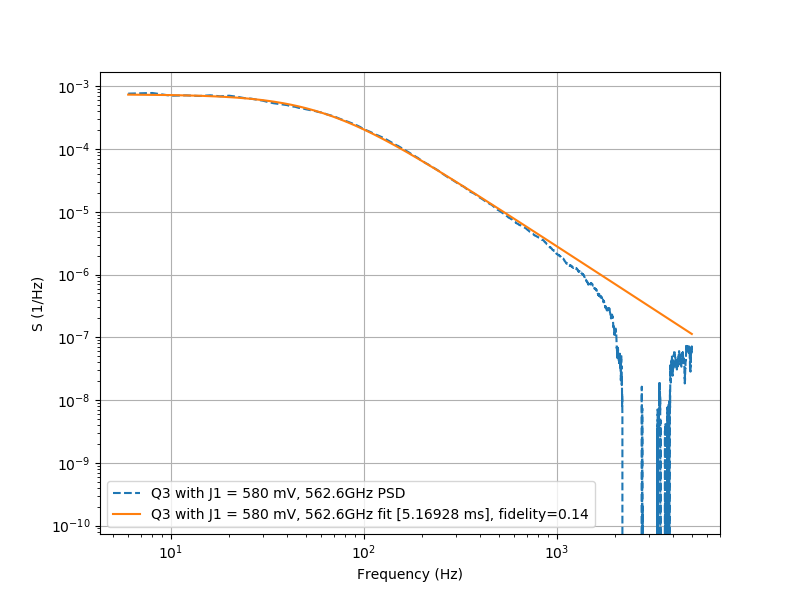 10⁻³
10⁻⁴
10⁻⁵
10⁻⁶
10⁻⁷
10⁻⁸
10⁻⁹
10⁻¹⁰
S (1/Hz)
Q3 with J1 = 580 mV, 562.6GHz PSD
Q3 with J1 = 580 mV, 562.6GHz fit [5.16928 ms], fidelity=0.14
10¹ 10² 10³
Frequency (Hz)